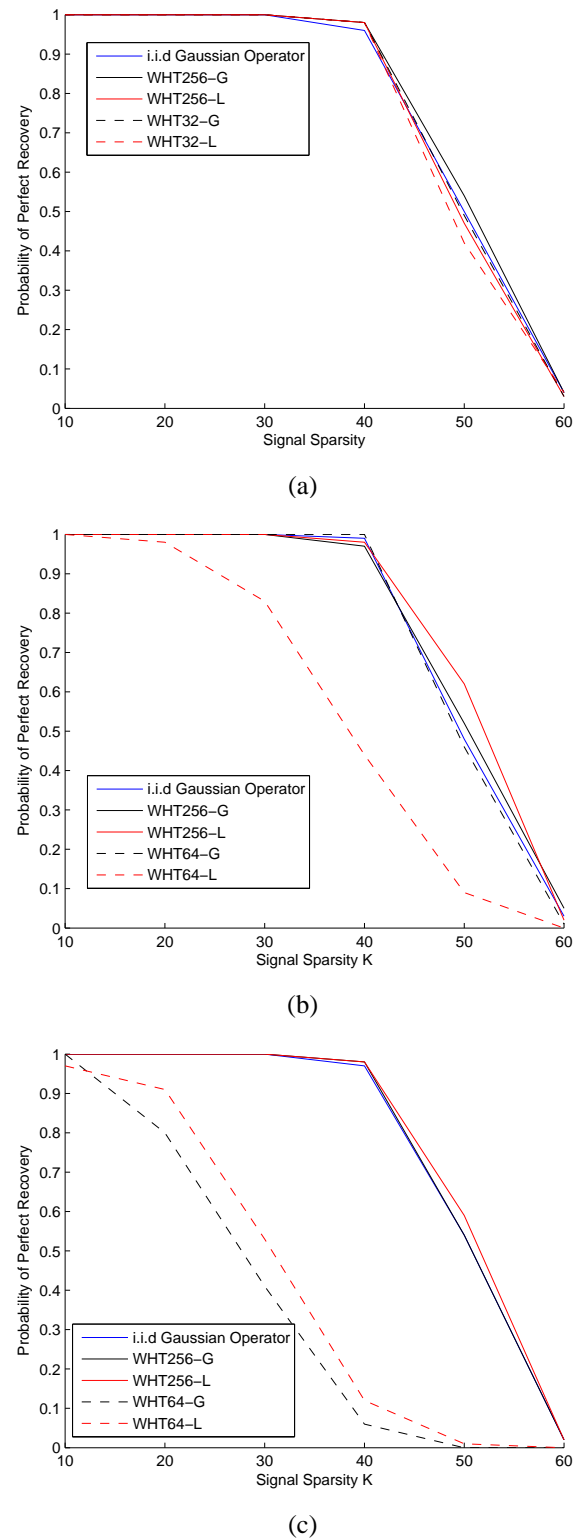 1
0.9
0.8
0.7
0.6
0.5
0.4
0.3
0.2
0.1
0
Probability of Perfect Recovery
i.i.d Gaussian Operator
WHT256−G
WHT256−L
WHT32−G
WHT32−L
10 20 30 40 50 60
Signal Sparsity
(a)
1
0.9
0.8
0.7
0.6
0.5
0.4
0.3
0.2
0.1
0
Probability of Perfect Recovery
i.i.d Gaussian Operator
WHT256−G
WHT256−L
WHT64−G
WHT64−L
10 20 30 40 50 60
Signal Sparsity K
(b)
1
0.9
0.8
0.7
0.6
0.5
0.4
0.3
0.2
0.1
0
Probability of Perfect Recovery
i.i.d Gaussian Operator
WHT256−G
WHT256−L
WHT64−G
WHT64−L
10 20 30 40 50 60
Signal Sparsity K
(c)